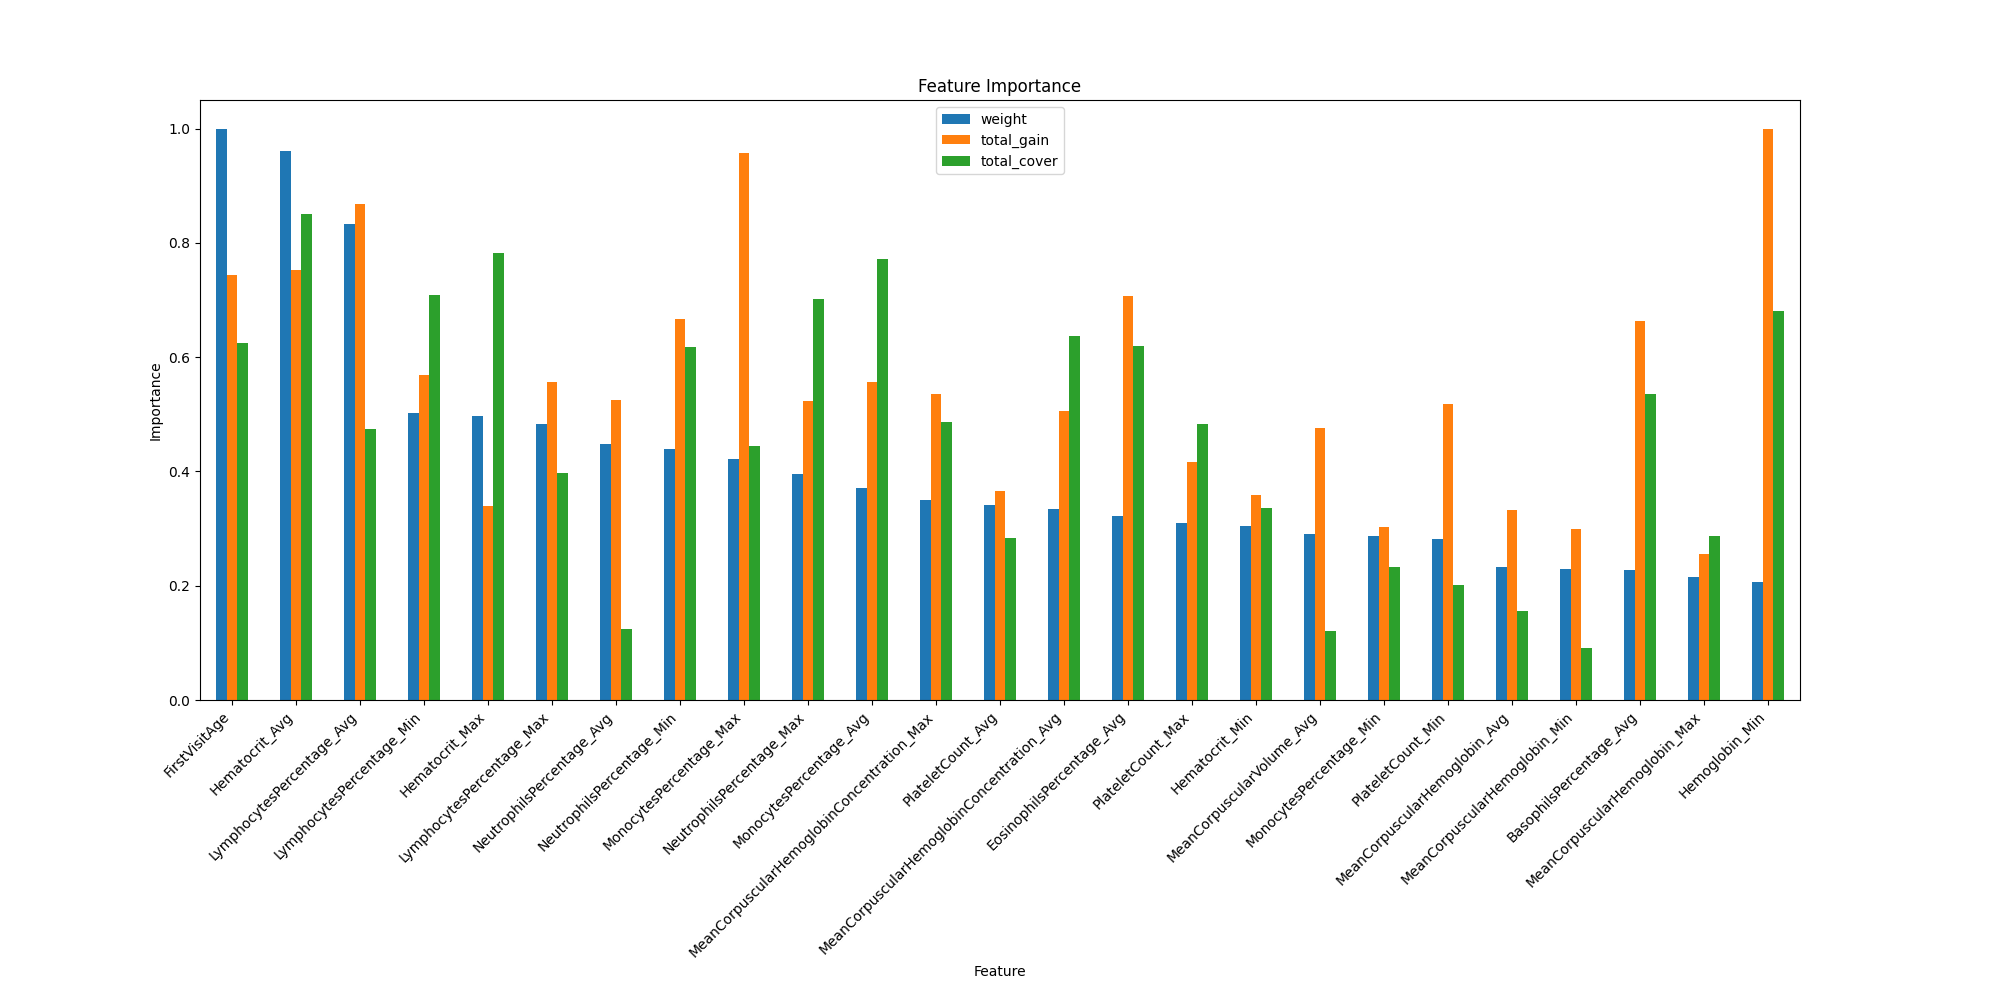 Feature Importance
weight
total_gain
total_cover
Importance
1.0
0.8
0.6
0.4
0.2
0.0
FirstVisitAge
Hematocrit_Avg
LymphocytesPercentage_Avg
LymphocytesPercentage_Min
Hematocrit_Max
LymphocytesPercentage_Max
NeutrophilsPercentage_Avg
NeutrophilsPercentage_Min
MonocytesPercentage_Max
NeutrophilsPercentage_Max
MonocytesPercentage_Avg
MeanCorpuscularHemoglobinConcentration_Max
PlateletCount_Avg
MeanCorpuscularHemoglobinConcentration_Avg
EosinophilsPercentage_Avg
PlateletCount_Max
Hematocrit_Min
MeanCorpuscularVolume_Avg
MonocytesPercentage_Min
PlateletCount_Min
MeanCorpuscularHemoglobin_Avg
MeanCorpuscularHemoglobin_Min
BasophilsPercentage_Avg
MeanCorpuscularHemoglobin_Max
Hemoglobin_Min
Feature